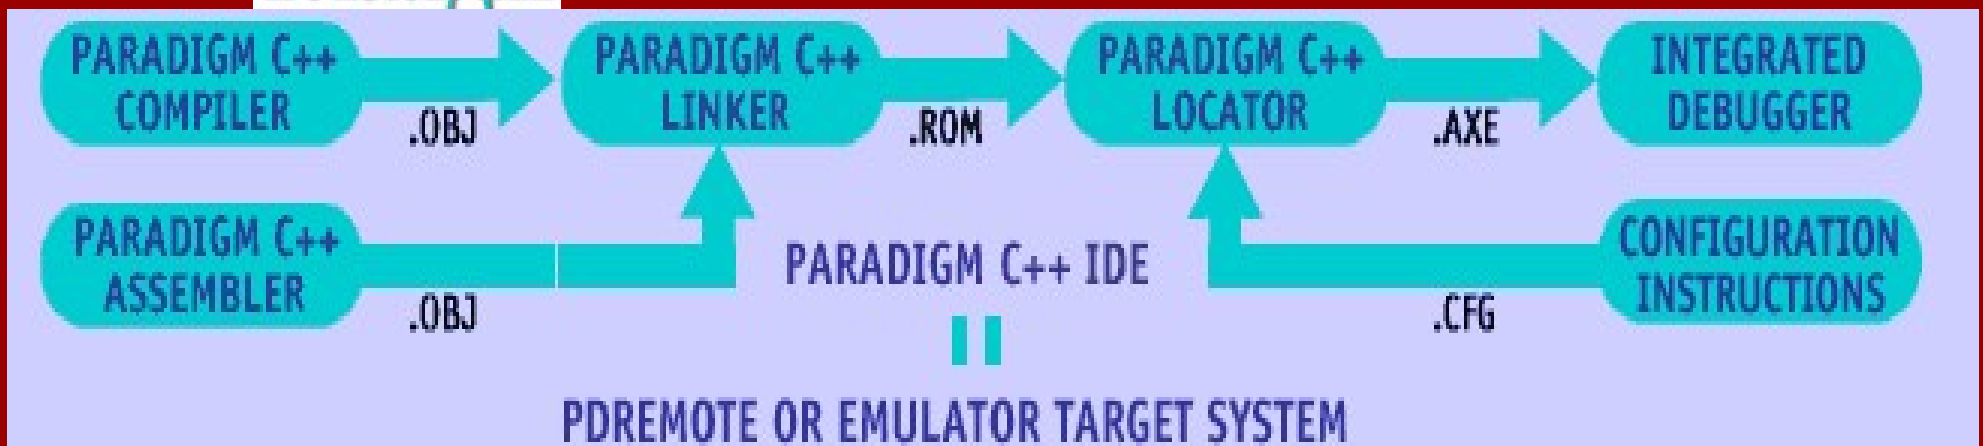 PARADIGM C++
COMPILER
.OBJ
PARADIGM C++
LINKER
.ROM
PARADIGM C++
LOCATOR
.AXE
INTEGRATED
DEBUGGER
PARADIGM C++
ASSEMBLER
.OBJ
PARADIGM C++ IDE
.CFG
CONFIGURATION
INSTRUCTIONS
PDREMOTE OR EMULATOR TARGET SYSTEM